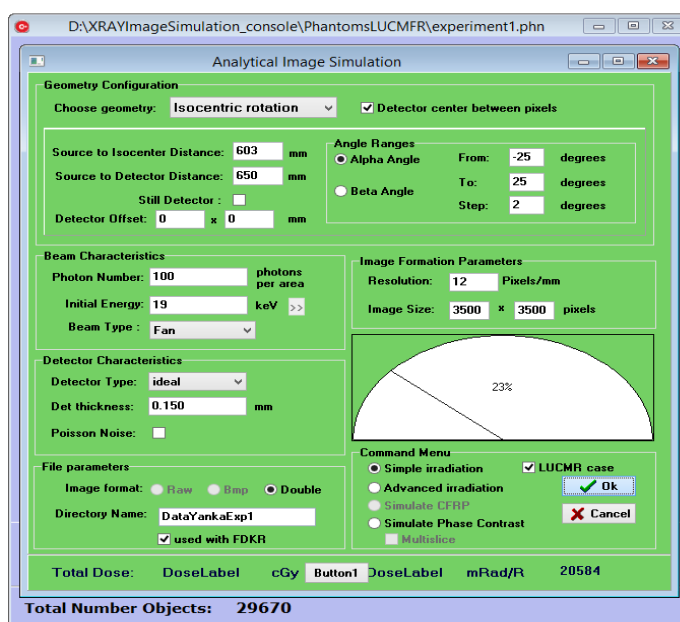 D:\XRAYImageSimulation_console\PhantomsLUCMFR\experiment1.phn
Analytical Image Simulation
Geometry Configuration
Choose geometry: Isocentric rotation Detector center between pixels
Source to Isocenter Distance: 603 mm
Source to Detector Distance: 650 mm
Still Detector :
Detector Offset: 0 x 0 mm
Angle Ranges
Alpha Angle From: -25 degrees
Beta Angle To: 25 degrees
Step: 2 degrees
Beam Characteristics
Photon Number: 100 photons per area
Initial Energy: 19 keV >>
Beam Type : Fan
Image Formation Parameters
Resolution: 12 Pixels/mm
Image Size: 3500 x 3500 pixels
Detector Characteristics
Detector Type: ideal
Det thickness: 0.150 mm
Poisson Noise:
23%
File parameters
Image format: Raw Bmp Double
Directory Name: DataYankaExp1
used with FDKR
Command Menu
Simple irradiation LUCMR case
Advanced irradiation Ok
Simulate CFRP
Simulate Phase Contrast Cancel
Multislice
Total Dose: DoseLabel cGy Button1 DoseLabel mRad/R 20584
Total Number Objects: 29670